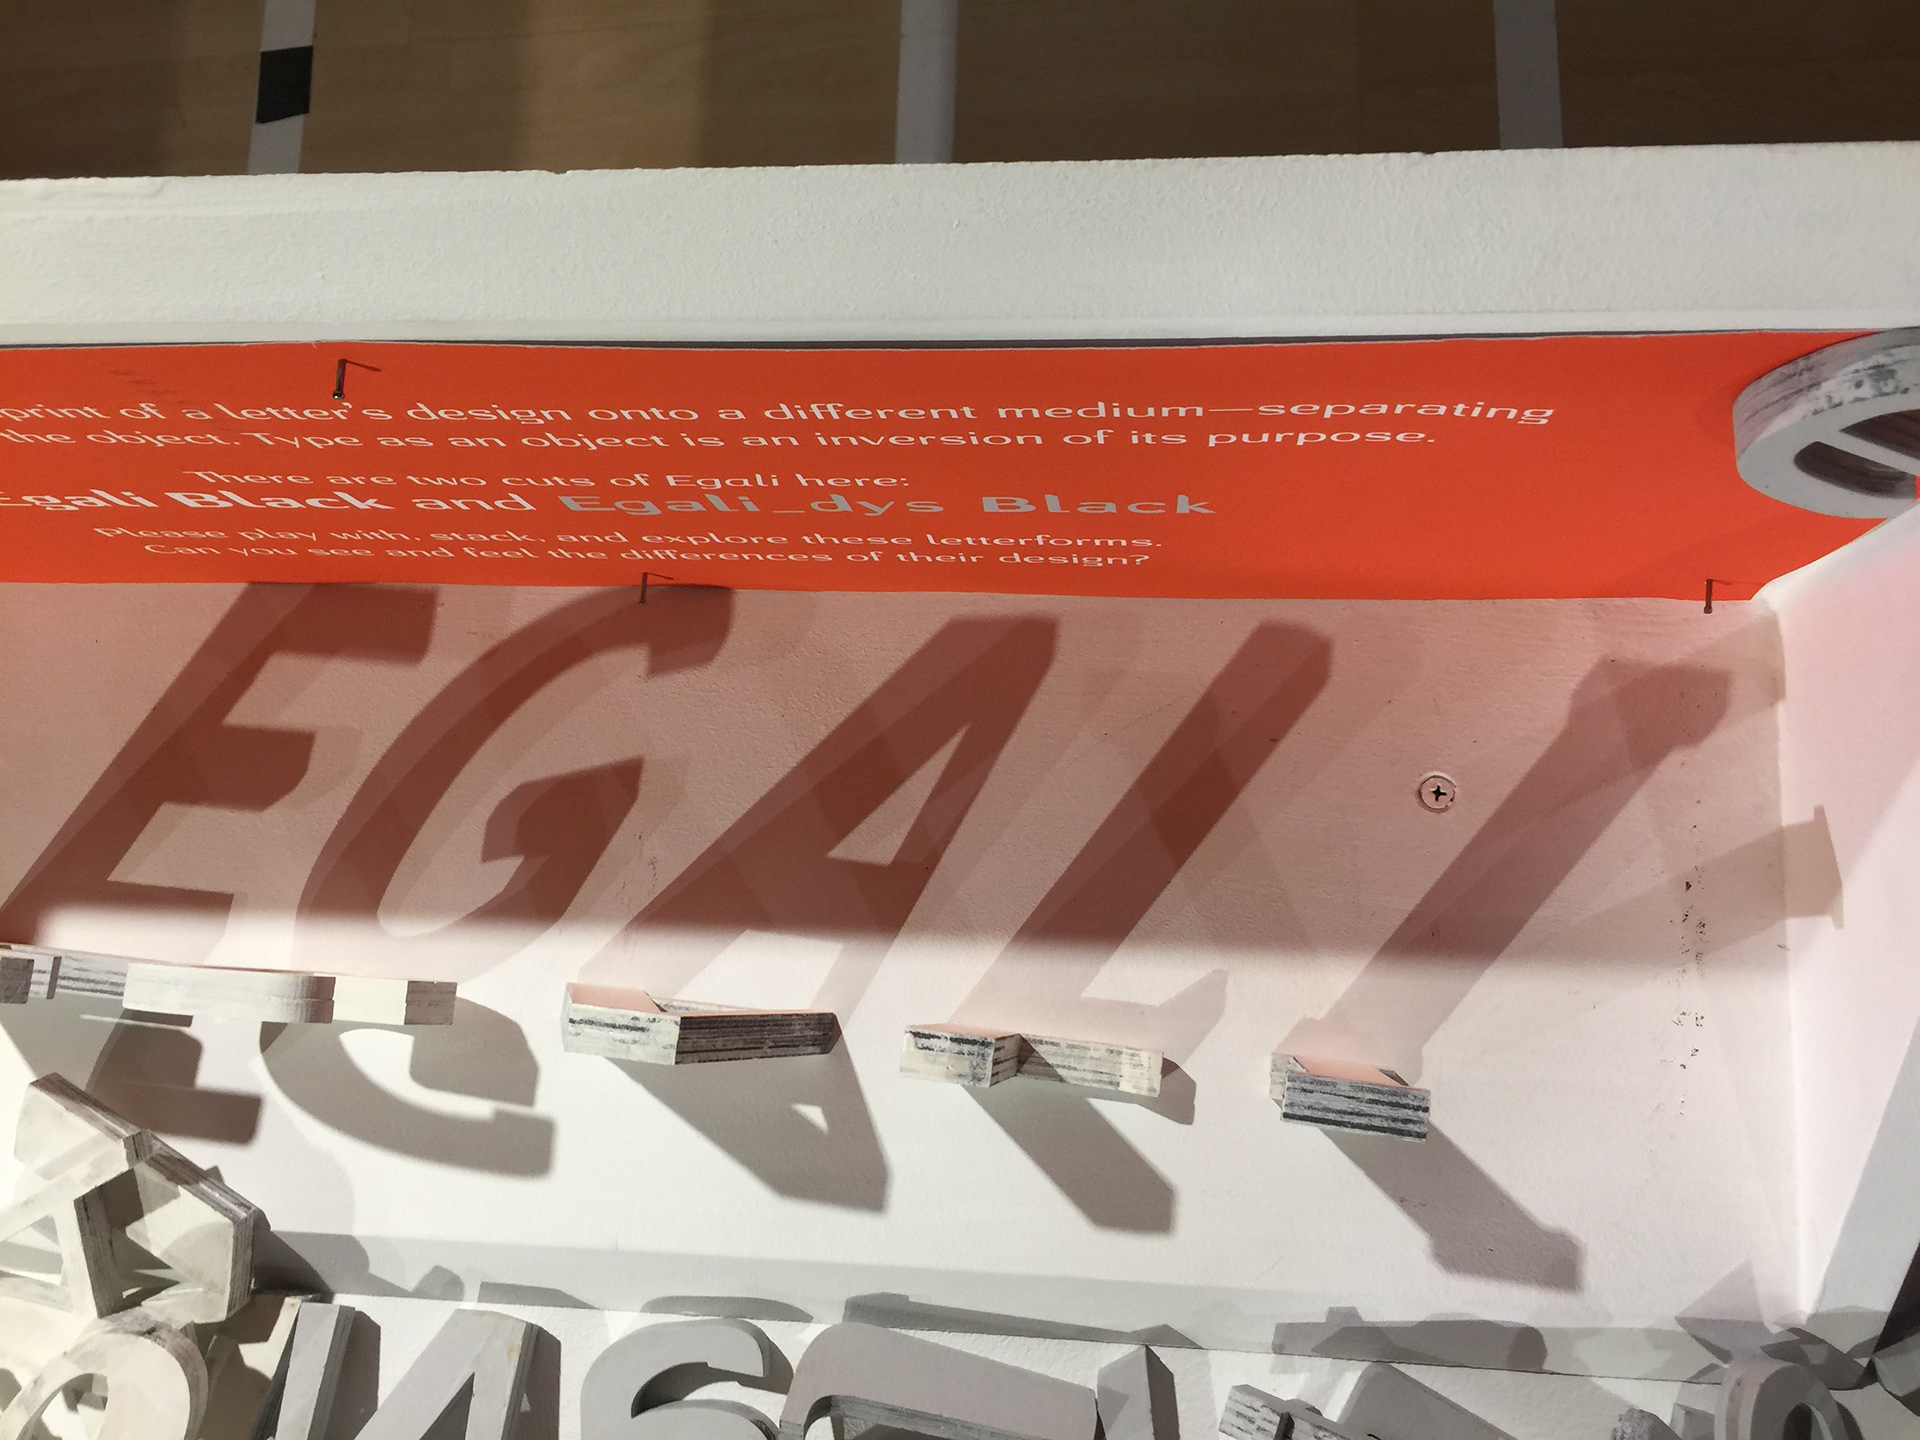 print of a letter's design onto a different medium—separating
the object. Type as an object is an inversion of its purpose.
There are two cuts of Egali here:
Egali Black and Egali_dys Black
Please play with, stack, and explore these letterforms.
Can you see and feel the differences of their design?
EGALI